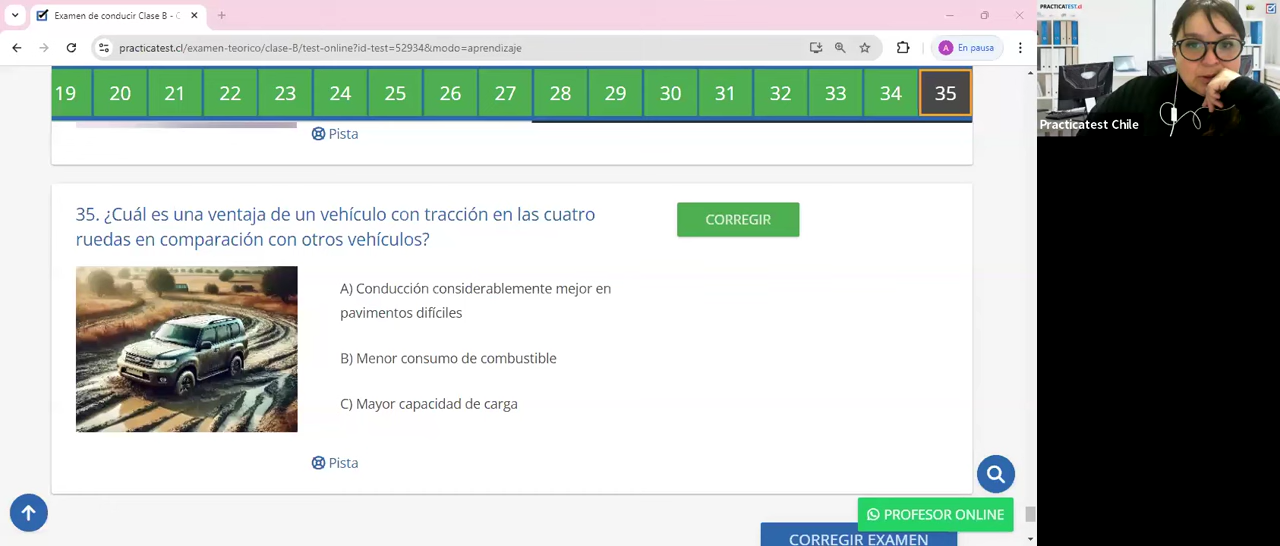 Examen de conducir Clase B - C
practicatest.cl/examen-teorico/clase-B/test-online?id-test=52934&modo=aprendizaje
A
En pausa
19 20 21 22 23 24 25 26 27 28 29 30 31 32 33 34 35
Pista
35. ¿Cuál es una ventaja de un vehículo con tracción en las cuatro
ruedas en comparación con otros vehículos?
CORREGIR
A) Conducción considerablemente mejor en
pavimentos difíciles
B) Menor consumo de combustible
C) Mayor capacidad de carga
Pista
PROFESOR ONLINE
CORREGIR EXAMEN
PRACTICATEST.cl
Practicatest Chile